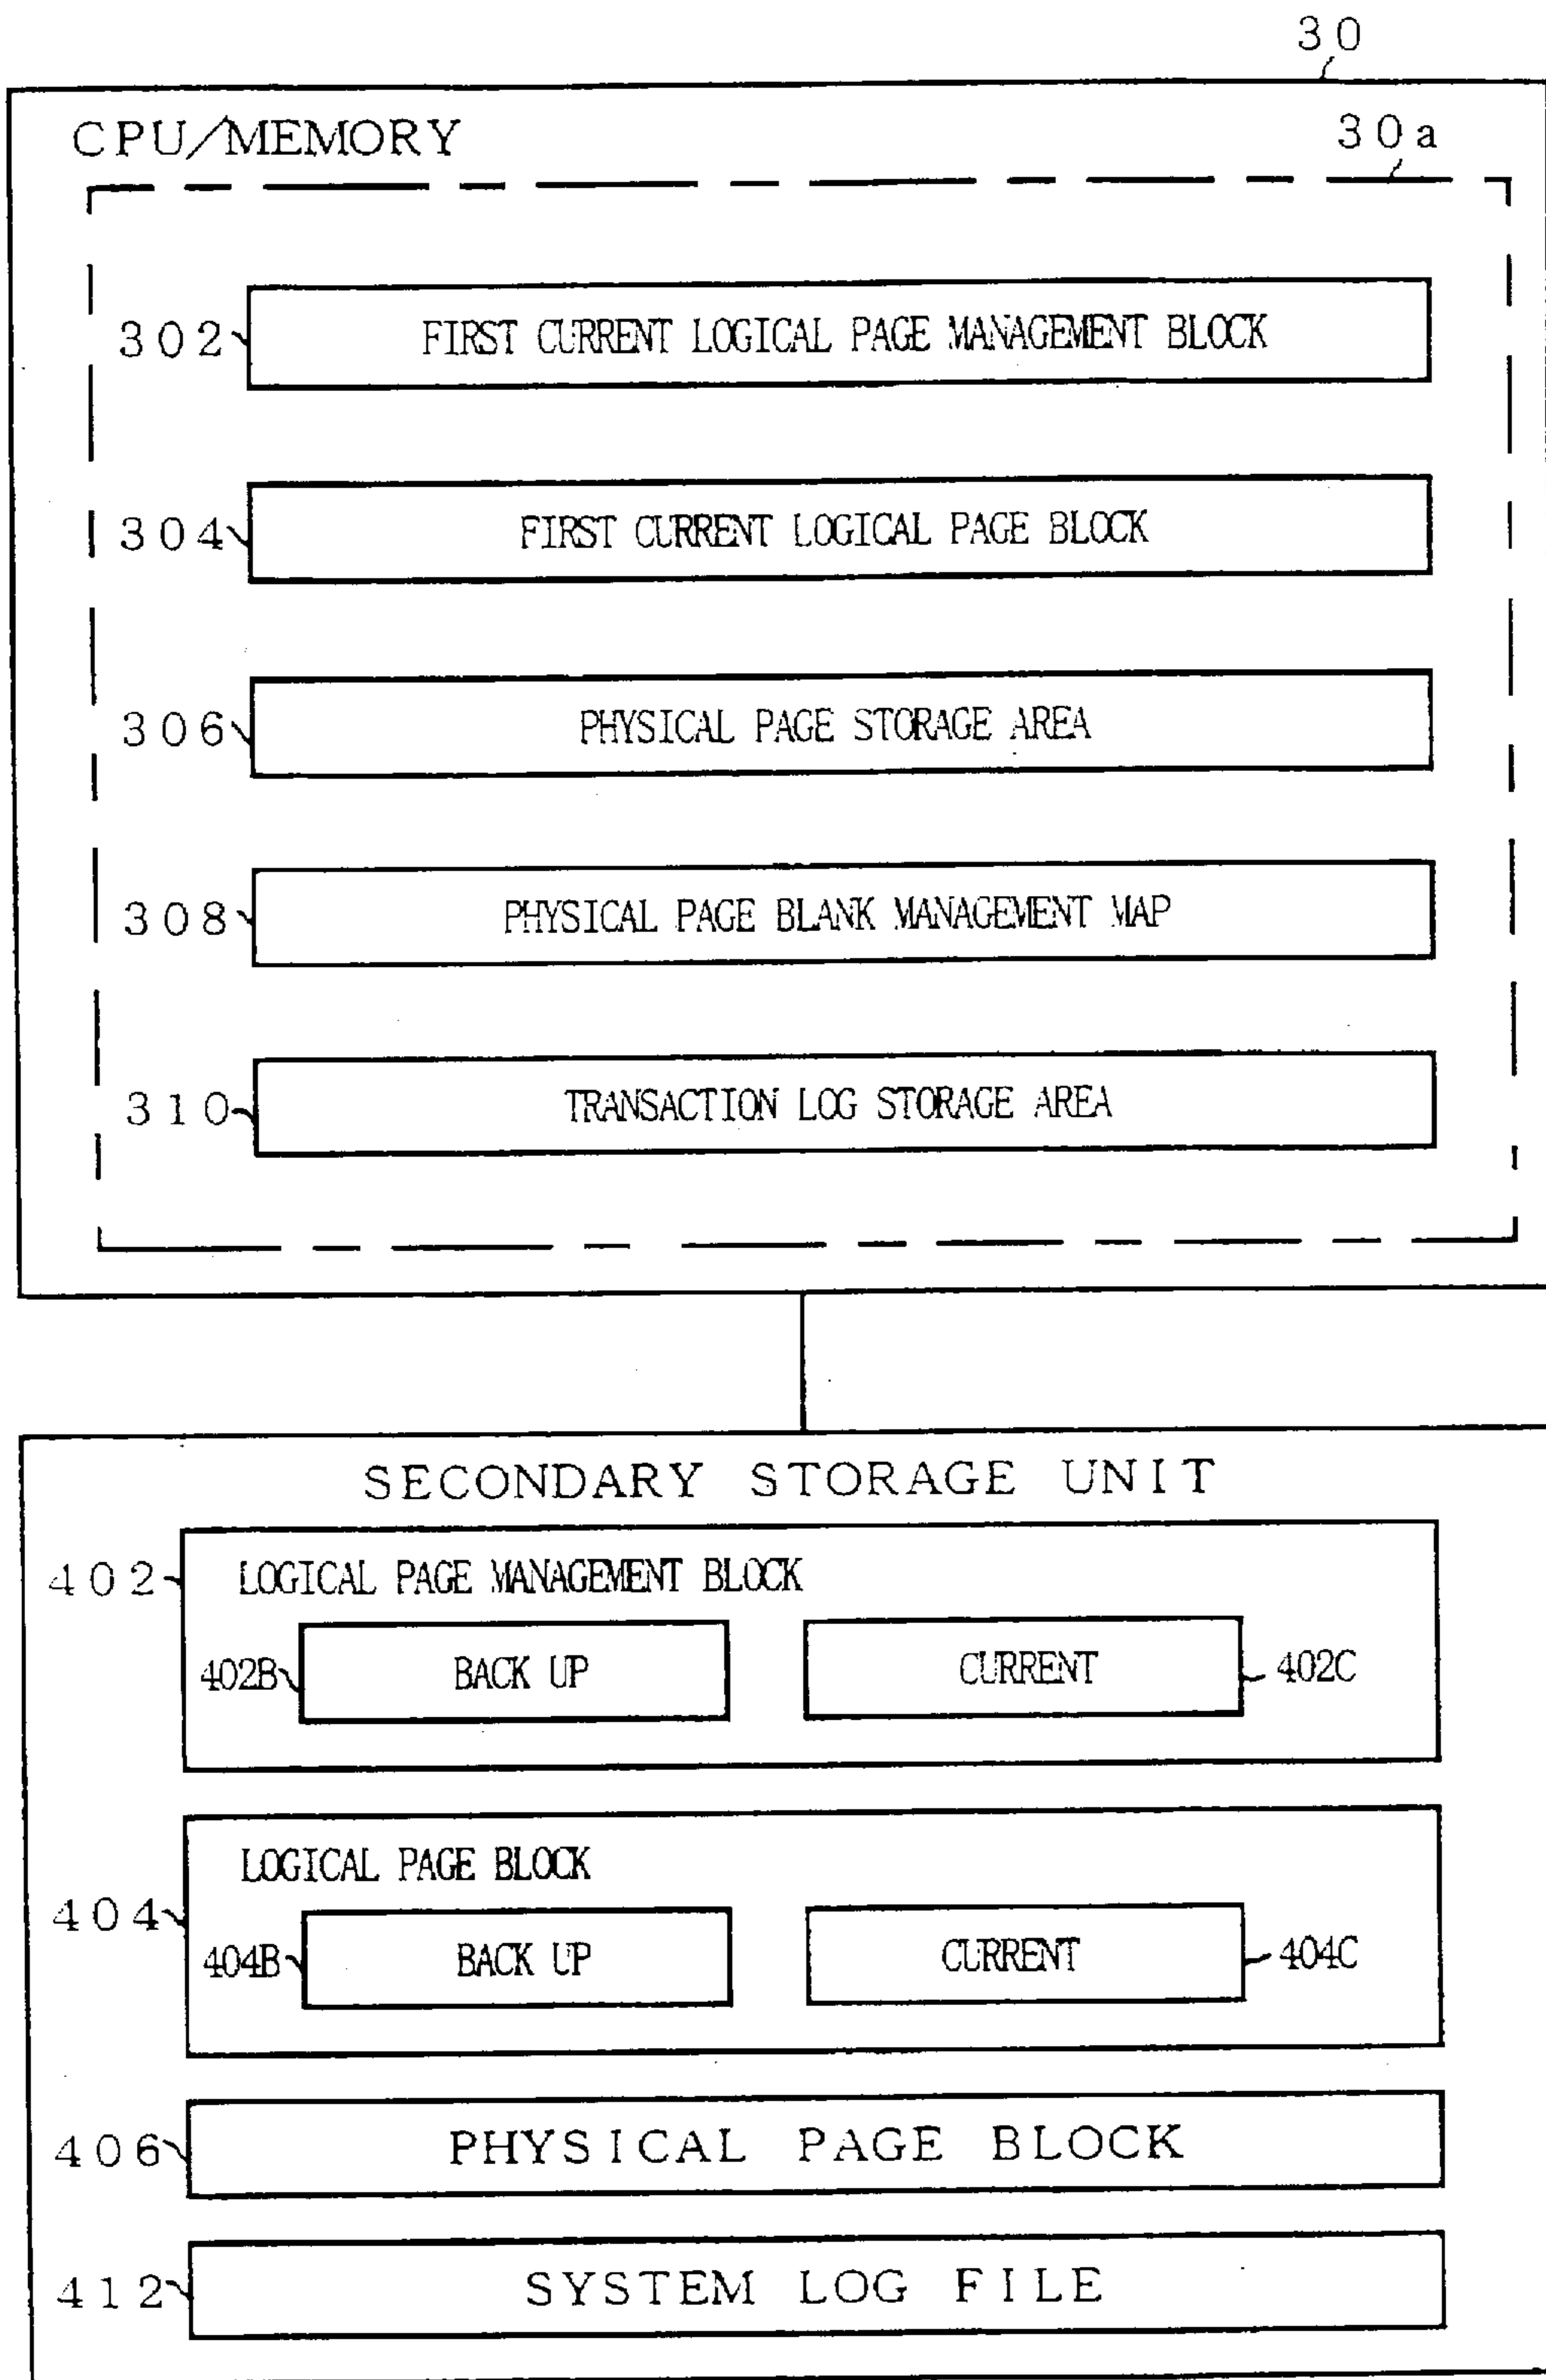 30
CPU/MEMORY
30a
302 FIRST CURRENT LOGICAL PAGE MANAGEMENT BLOCK
304 FIRST CURRENT LOGICAL PAGE BLOCK
306 PHYSICAL PAGE STORAGE AREA
308 PHYSICAL PAGE BLANK MANAGEMENT MAP
310 TRANSACTION LOG STORAGE AREA
SECONDARY STORAGE UNIT
402 LOGICAL PAGE MANAGEMENT BLOCK
402B BACK UP CURRENT 402C
LOGICAL PAGE BLOCK
404
404B BACK UP CURRENT 404C
406 PHYSICAL PAGE BLOCK
412 SYSTEM LOG FILE